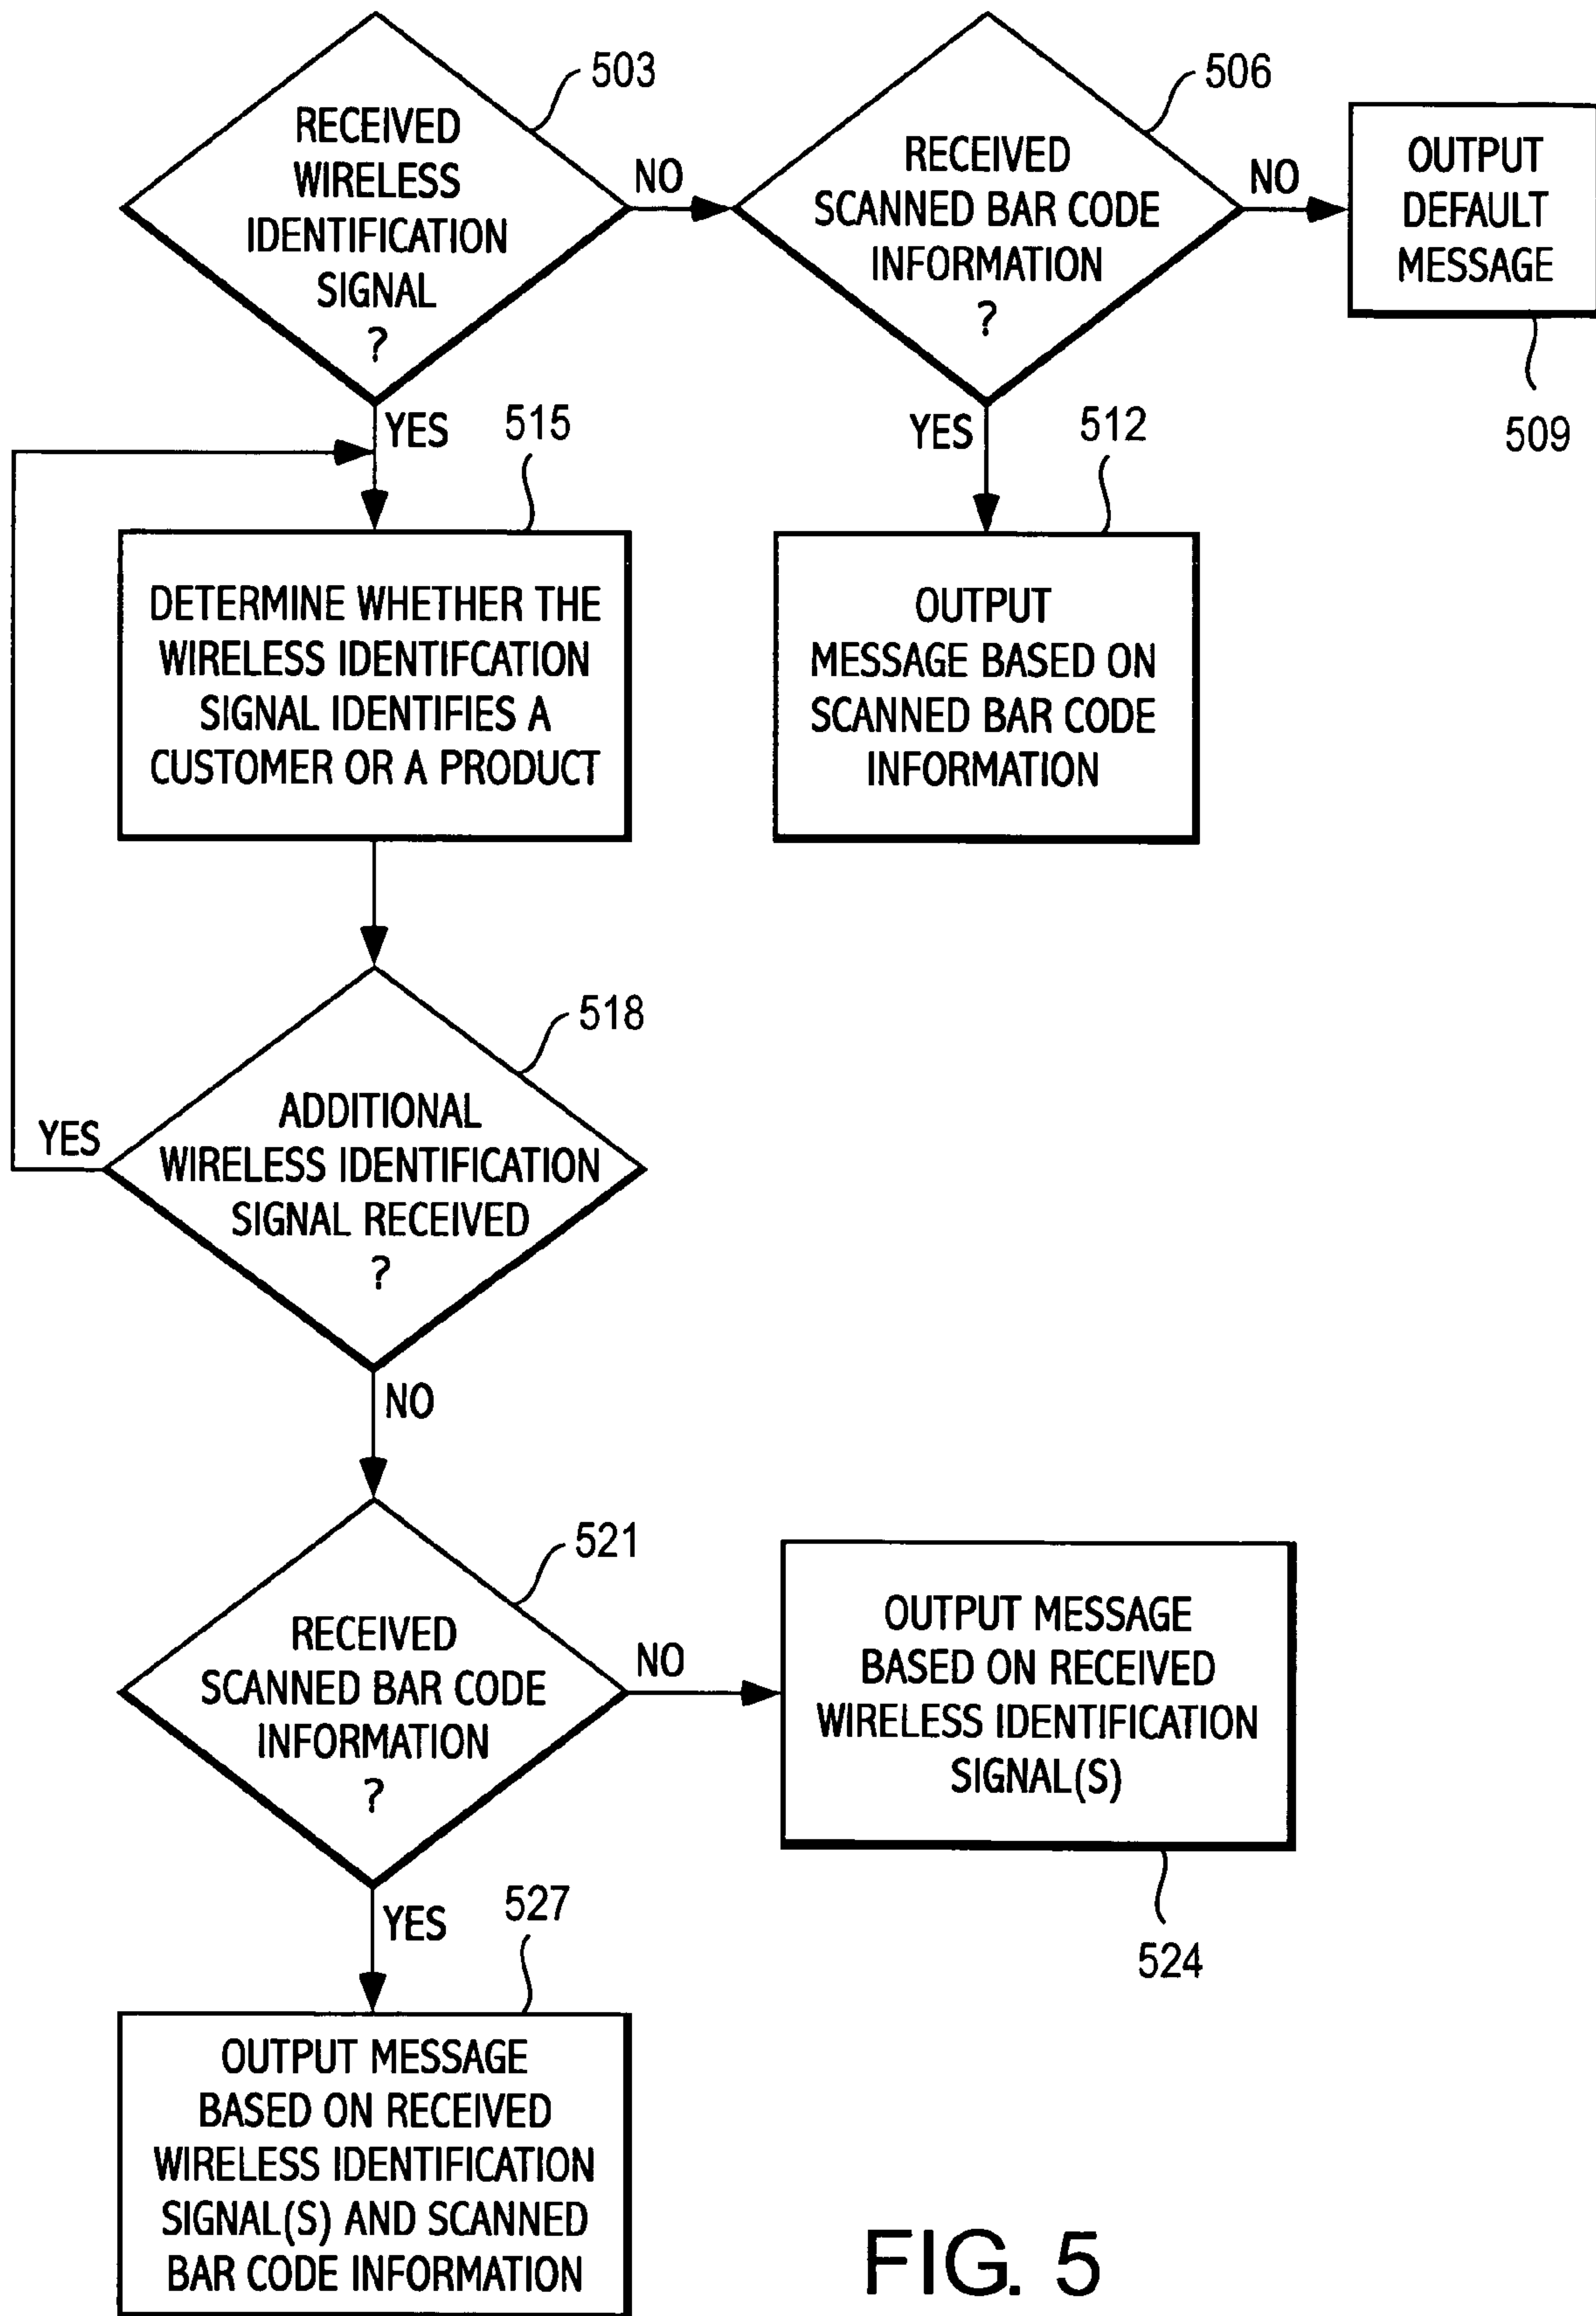 503
RECEIVED
WIRELESS
IDENTIFICATION
SIGNAL
?
NO
506
RECEIVED
SCANNED BAR CODE
INFORMATION
?
NO
OUTPUT
DEFAULT
MESSAGE
509
YES
515
DETERMINE WHETHER THE
WIRELESS IDENTIFCATION
SIGNAL IDENTIFIES A
CUSTOMER OR A PRODUCT
YES
512
OUTPUT
MESSAGE BASED ON
SCANNED BAR CODE
INFORMATION
518
ADDITIONAL
WIRELESS IDENTIFICATION
SIGNAL RECEIVED
?
YES
NO
521
RECEIVED
SCANNED BAR CODE
INFORMATION
?
NO
OUTPUT MESSAGE
BASED ON RECEIVED
WIRELESS IDENTIFICATION
SIGNAL(S)
524
YES
527
OUTPUT MESSAGE
BASED ON RECEIVED
WIRELESS IDENTIFICATION
SIGNAL(S) AND SCANNED
BAR CODE INFORMATION
FIG. 5